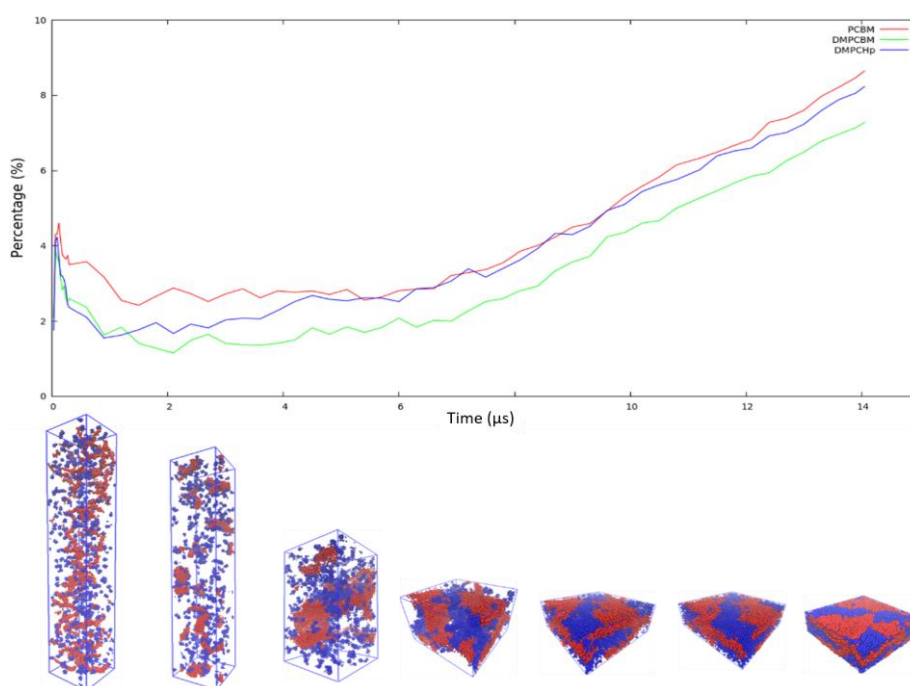 10
8
6
4
2
0
Percentage (%)
PCBM
DMPCBM
DMPCHp
0 2 4 6 8 10 12 14
Time (µs)